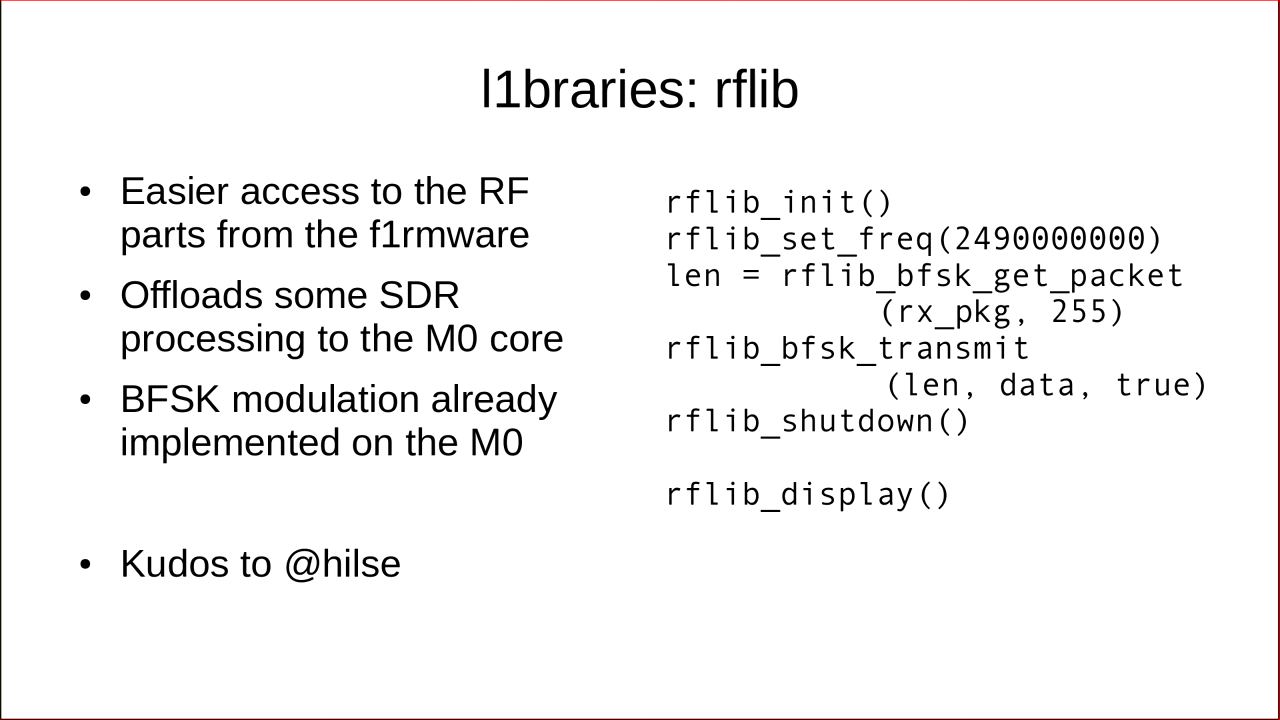 l1braries: rflib
• Easier access to the RF
parts from the f1rmware
• Offloads some SDR
processing to the M0 core
• BFSK modulation already
implemented on the M0
• Kudos to @hilse
rflib_init()
rflib_set_freq(2490000000)
len = rflib_bfsk_get_packet
(rx_pkg, 255)
rflib_bfsk_transmit
(len, data, true)
rflib_shutdown()
rflib_display()